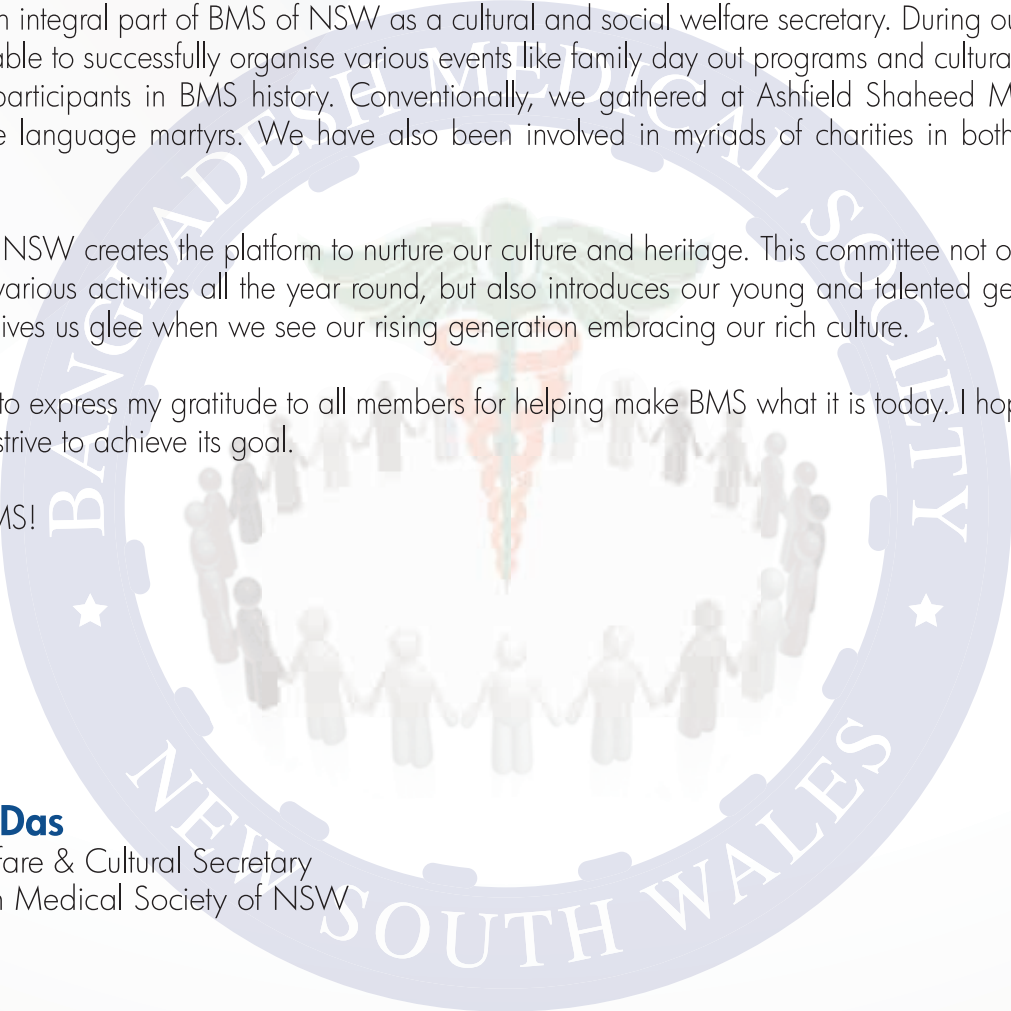 n integral part of BMS of NSW as a cultural and social welfare secretary. During ou
able to successfully organise various events like family day out programs and cultura
participants in BMS history. Conventionally, we gathered at Ashfield Shaheed M
e language martyrs. We have also been involved in myriads of charities in both
NSW creates the platform to nurture our culture and heritage. This committee not o
various activities all the year round, but also introduces our young and talented ge
ives us glee when we see our rising generation embracing our rich culture.
to express my gratitude to all members for helping make BMS what it is today. I hop
strive to achieve its goal.
MS!
Das
fare & Cultural Secretary
n Medical Society of NSW
BANGLADESH MEDICAL SOCIETY
NEW SOUTH WALES